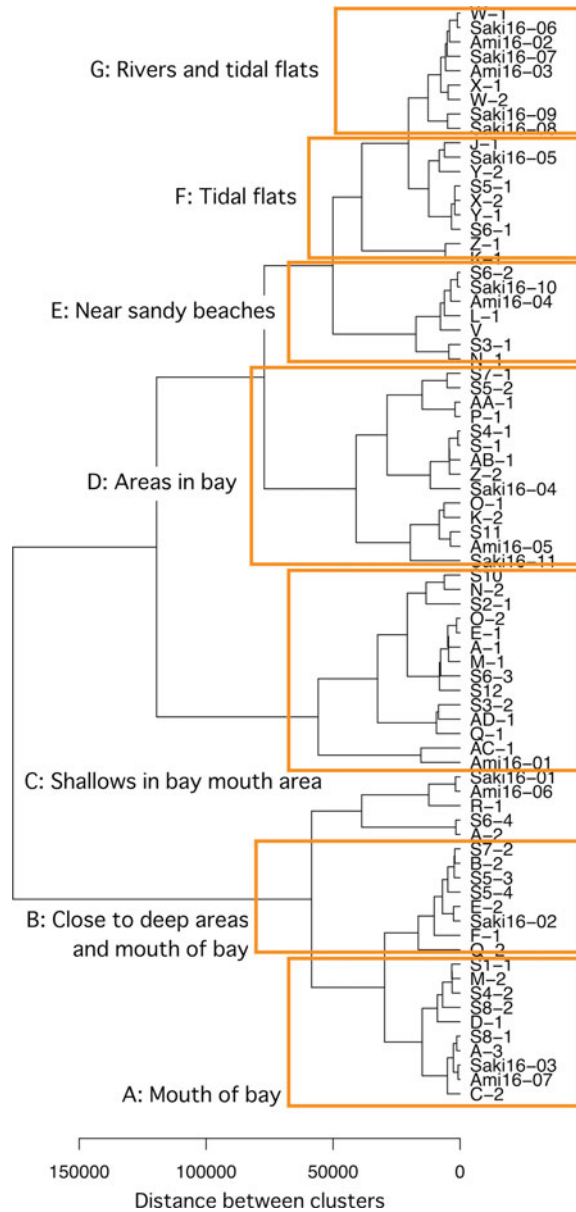 W-1
Saki16-06
Ami16-02
Saki16-07
Ami16-03
G: Rivers and tidal flats
X-1
W-2
Saki16-09
Saki16-08
J-1
Saki16-05
Y-2
S5-1
F: Tidal flats
X-2
Y-1
S6-1
Z-1
K-1
S6-2
Saki16-10
Ami16-04
E: Near sandy beaches
L-1
V
S3-1
N-1
S7-1
S5-2
AA-1
P-1
S4-1
S-1
AB-1
Z-2
D: Areas in bay
Saki16-04
O-1
K-2
S11
Ami16-05
Saki16-11
S10
N-2
S2-1
O-2
E-1
A-1
M-1
S6-3
S12
S3-2
AD-1
Q-1
AC-1
Ami16-01
C: Shallows in bay mouth area
Saki16-01
Ami16-06
R-1
S6-4
A-2
S7-2
B-2
S5-3
S5-4
E-2
B: Close to deep areas
Saki16-02
F-1
and mouth of bay
Q-2
S1-1
M-2
S4-2
S8-2
D-1
S8-1
A-3
Saki16-03
Ami16-07
A: Mouth of bay
C-2
150000 100000 50000 0
Distance between clusters